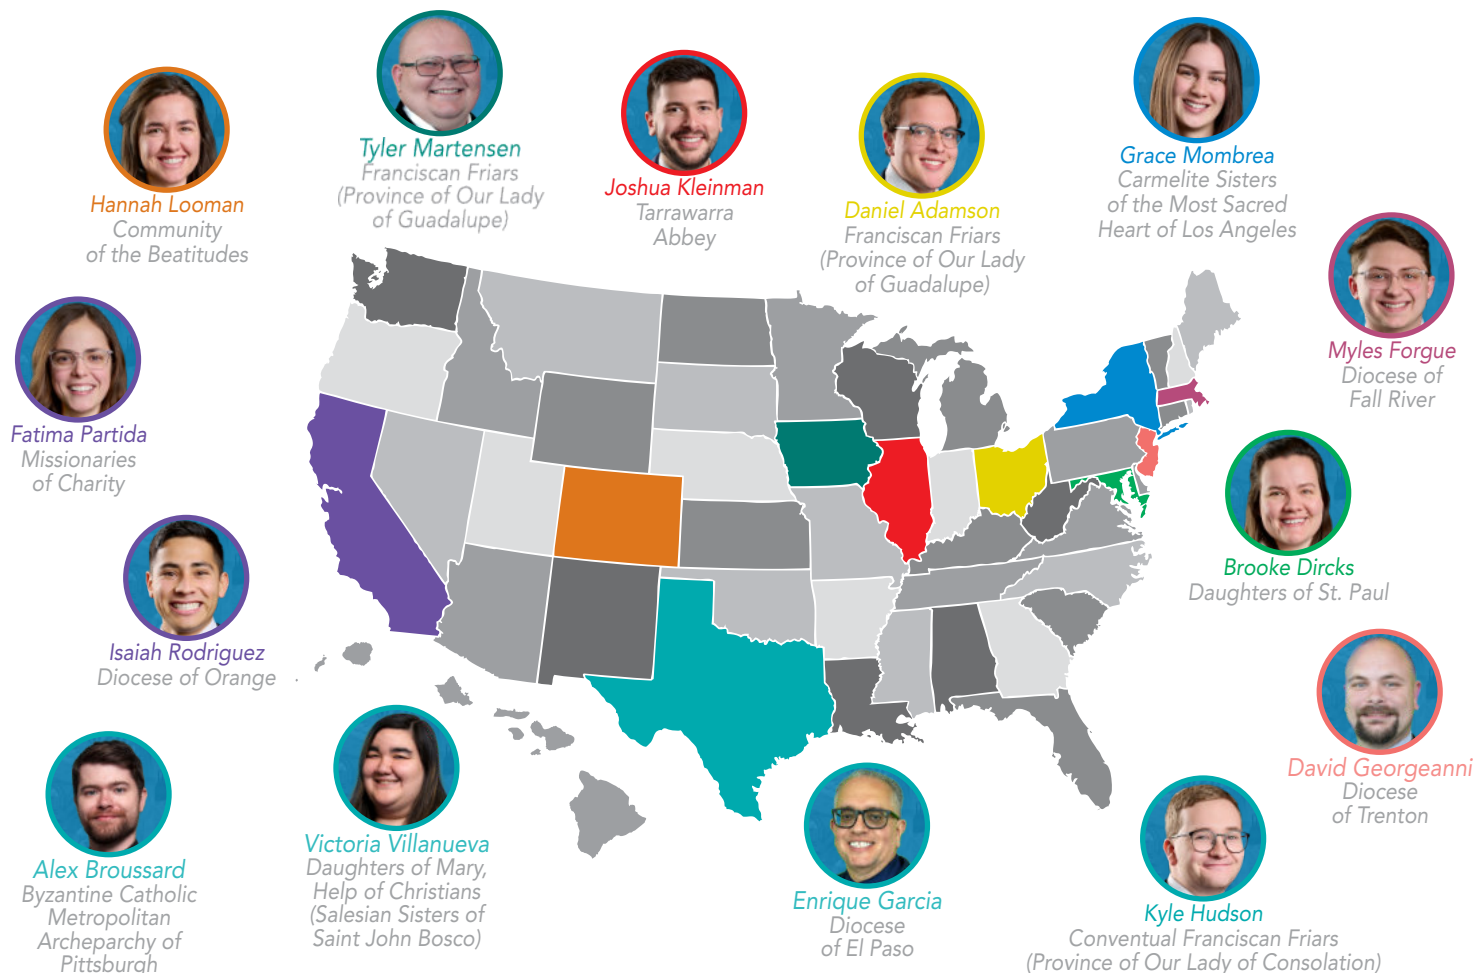 Hannah Looman
Community
of the Beatitudes
Tyler Martensen
Franciscan Friars
(Province of Our Lady
of Guadalupe)
Joshua Kleinman
Tarrawarra
Abbey
Daniel Adamson
Franciscan Friars
(Province of Our Lady
of Guadalupe)
Grace Mombrea
Carmelite Sisters
of the Most Sacred
Heart of Los Angeles
Myles Forgue
Diocese of
Fall River
Fatima Partida
Missionaries
of Charity
Brooke Dircks
Daughters of St. Paul
Isaiah Rodriguez
Diocese of Orange
David Georgeanni
Diocese
of Trenton
Alex Broussard
Byzantine Catholic
Metropolitan
Archeparchy of
Pittsburgh
Victoria Villanueva
Daughters of Mary,
Help of Christians
(Salesian Sisters of
Saint John Bosco)
Enrique Garcia
Diocese
of El Paso
Kyle Hudson
Conventual Franciscan Friars
(Province of Our Lady of Consolation)